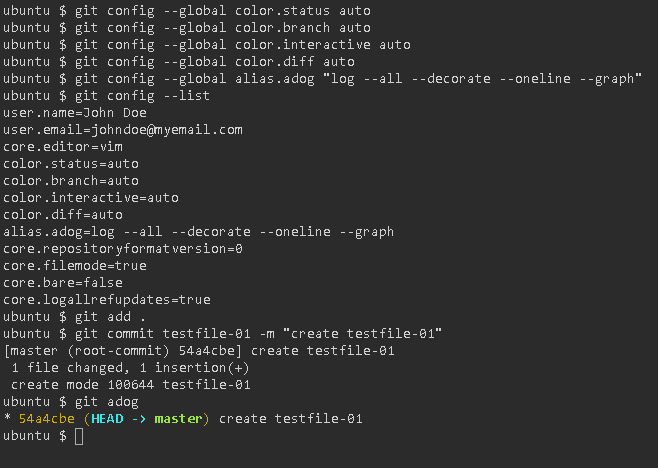 ubuntu $ git config --global color.status auto
ubuntu $ git config --global color.branch auto
ubuntu $ git config --global color.interactive auto
ubuntu $ git config --global color.diff auto
ubuntu $ git config --global alias.adog "log --all --decorate --oneline --graph"
ubuntu $ git config --list
user.name=John Doe
user.email=johndoe@myemail.com
core.editor=vim
color.status=auto
color.branch=auto
color.interactive=auto
color.diff=auto
alias.adog=log --all --decorate --oneline --graph
core.repositoryformatversion=0
core.filemode=true
core.bare=false
core.logallrefupdates=true
ubuntu $ git add .
ubuntu $ git commit testfile-01 -m "create testfile-01"
[master (root-commit) 54a4cbe] create testfile-01
 1 file changed, 1 insertion(+)
 create mode 100644 testfile-01
ubuntu $ git adog
* 54a4cbe (HEAD -> master) create testfile-01
ubuntu $